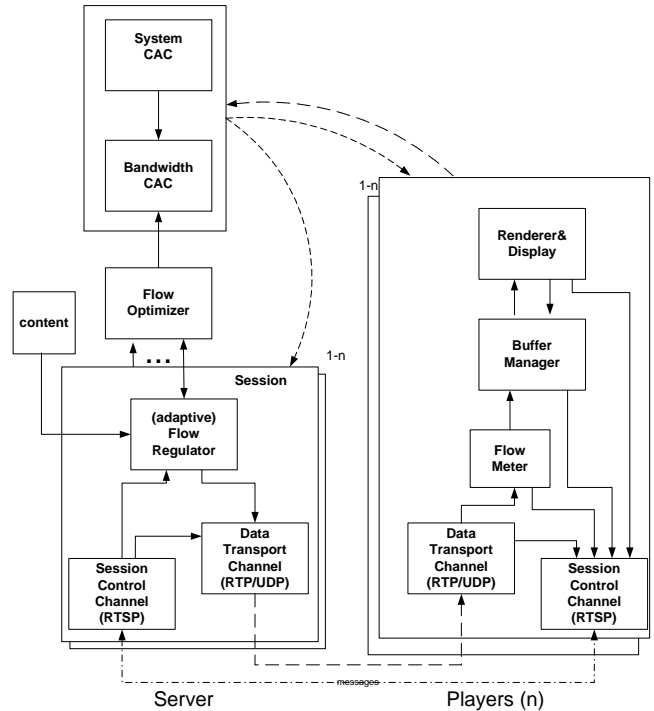 System
CAC
Bandwidth
CAC
1-n
Renderer&
Display
Flow
Optimizer
content
Buffer
Manager
...
1-n
Session
(adaptive)
Flow
Regulator
Flow
Meter
Data
Transport
Channel
(RTP/UDP)
Data
Transport
Channel
(RTP/UDP)
Session
Control
Channel
(RTSP)
Session
Control
Channel
(RTSP)
messages
Server
Players (n)